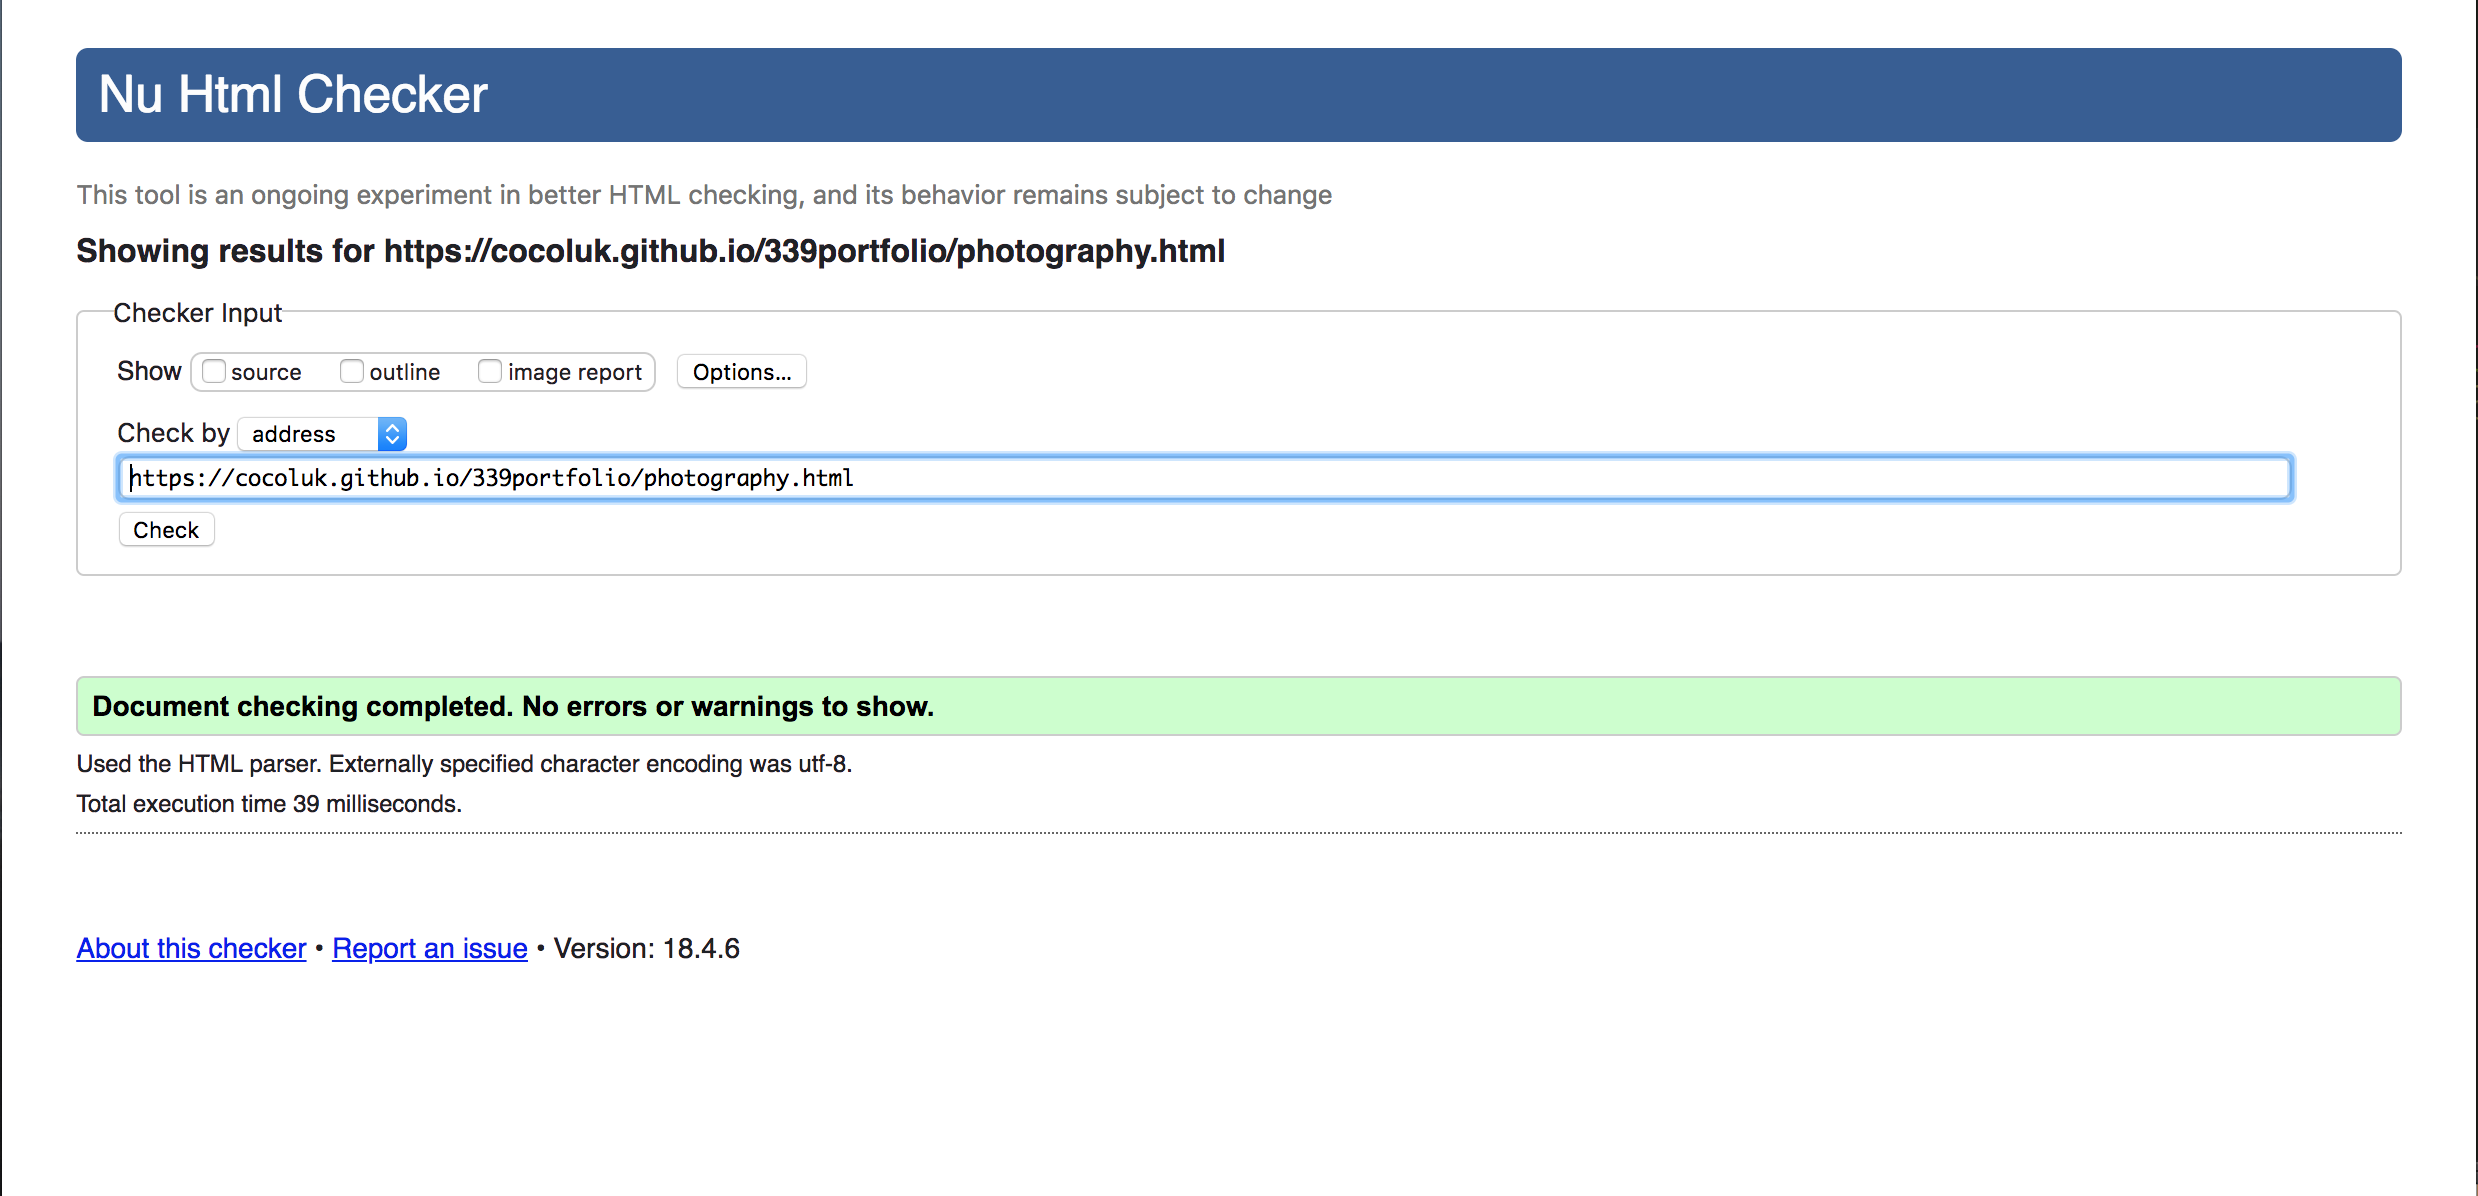 Nu Html Checker
This tool is an ongoing experiment in better HTML checking, and its behavior remains subject to change
Showing results for https://cocoluk.github.io/339portfolio/photography.html
Checker Input
Show source outline image report Options...
Check by address
https://cocoluk.github.io/339portfolio/photography.html
Check
Document checking completed. No errors or warnings to show.
Used the HTML parser. Externally specified character encoding was utf-8.
Total execution time 39 milliseconds.
About this checker • Report an issue • Version: 18.4.6